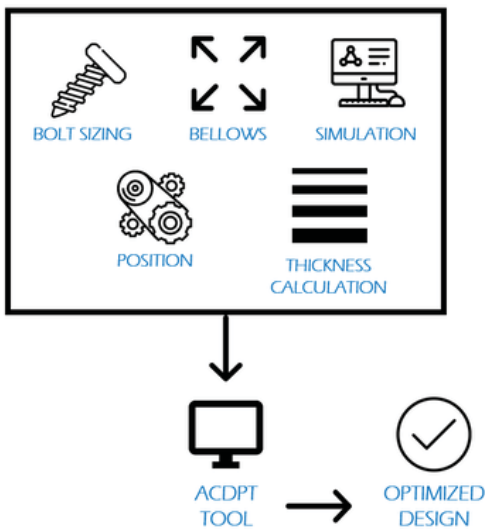 BOLT SIZING
BELLOWS
SIMULATION
POSITION
THICKNESS
CALCULATION
ACDPT
TOOL
OPTIMIZED
DESIGN